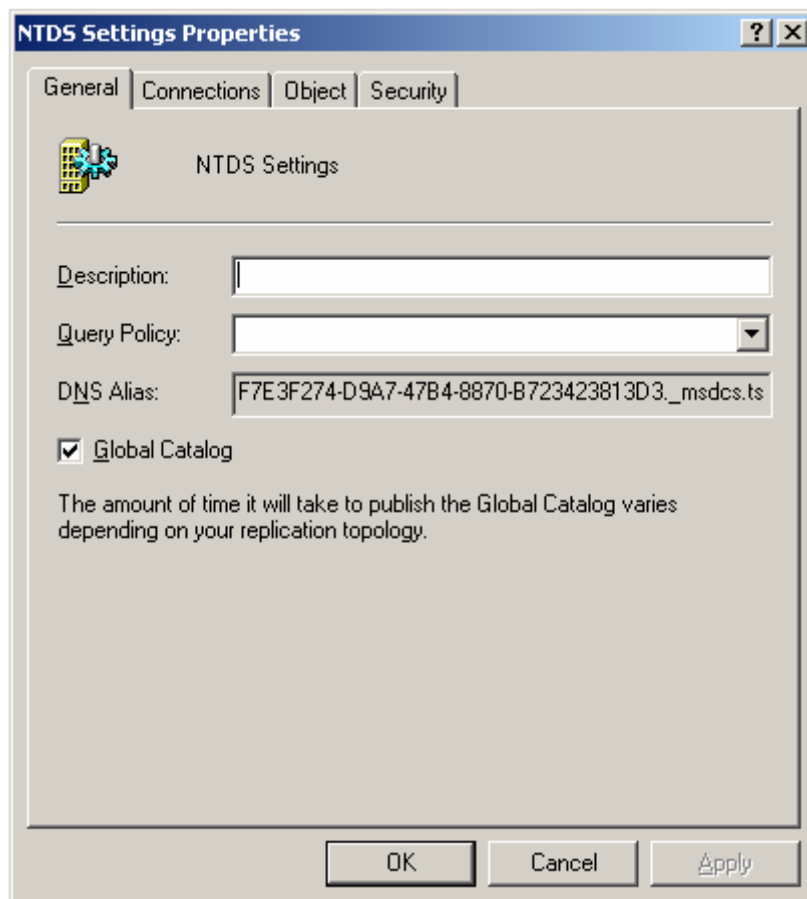 NTDS Settings Properties
General Connections Object Security
NTDS Settings
Description:
Query Policy:
DNS Alias: F7E3F274-D9A7-47B4-8870-B723423813D3._msdcs.ts
Global Catalog
The amount of time it will take to publish the Global Catalog varies
depending on your replication topology.
OK Cancel Apply